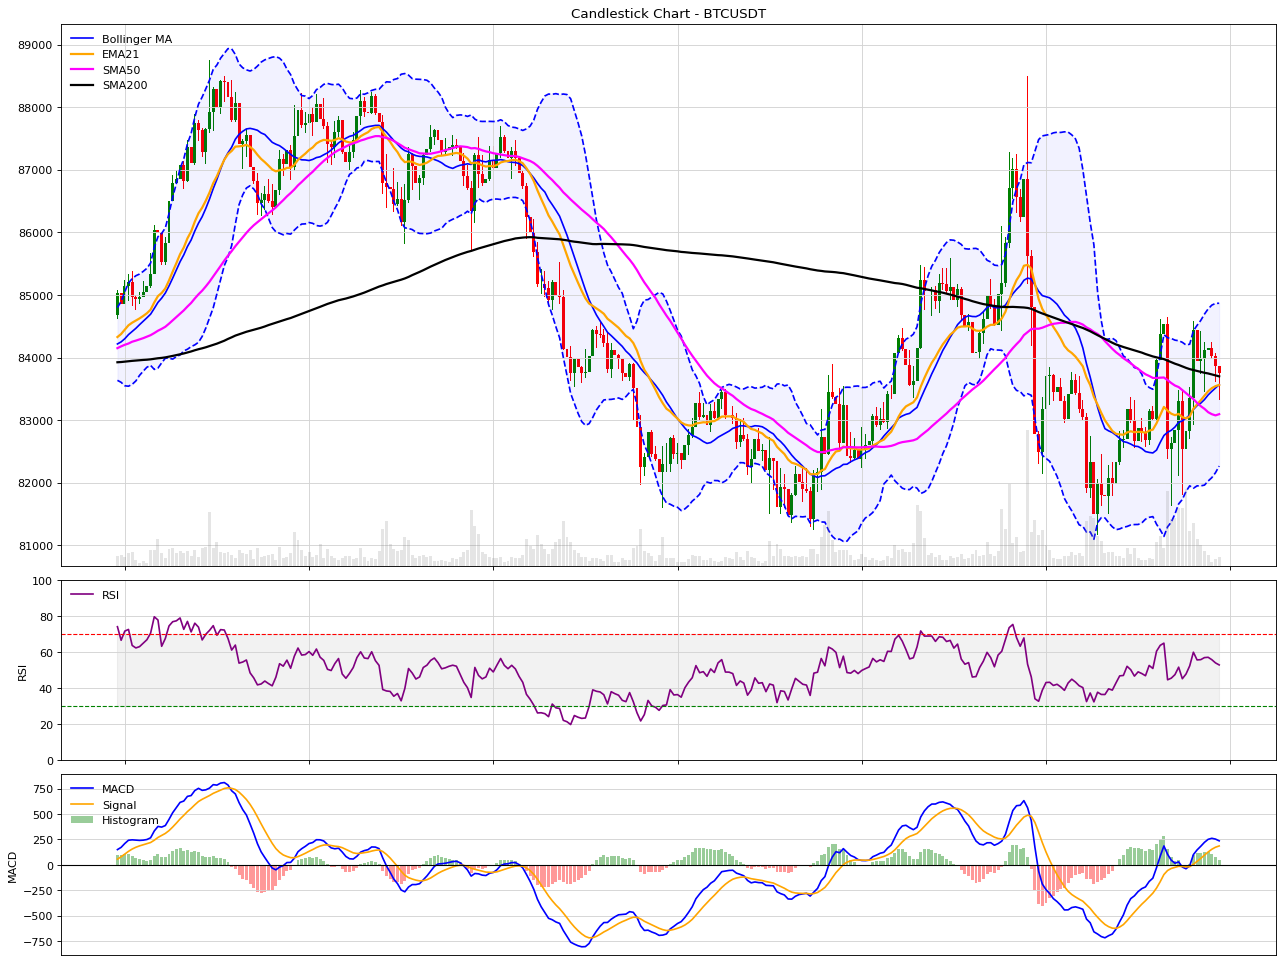 Candlestick Chart - BTCUSDT
Bollinger MA
EMA21
SMA50
SMA200
89000
88000
87000
86000
85000
84000
83000
82000
81000
RSI
100
80
60
40
20
0
RSI
MACD
Signal
Histogram
750
500
250
0
−250
−500
−750
MACD